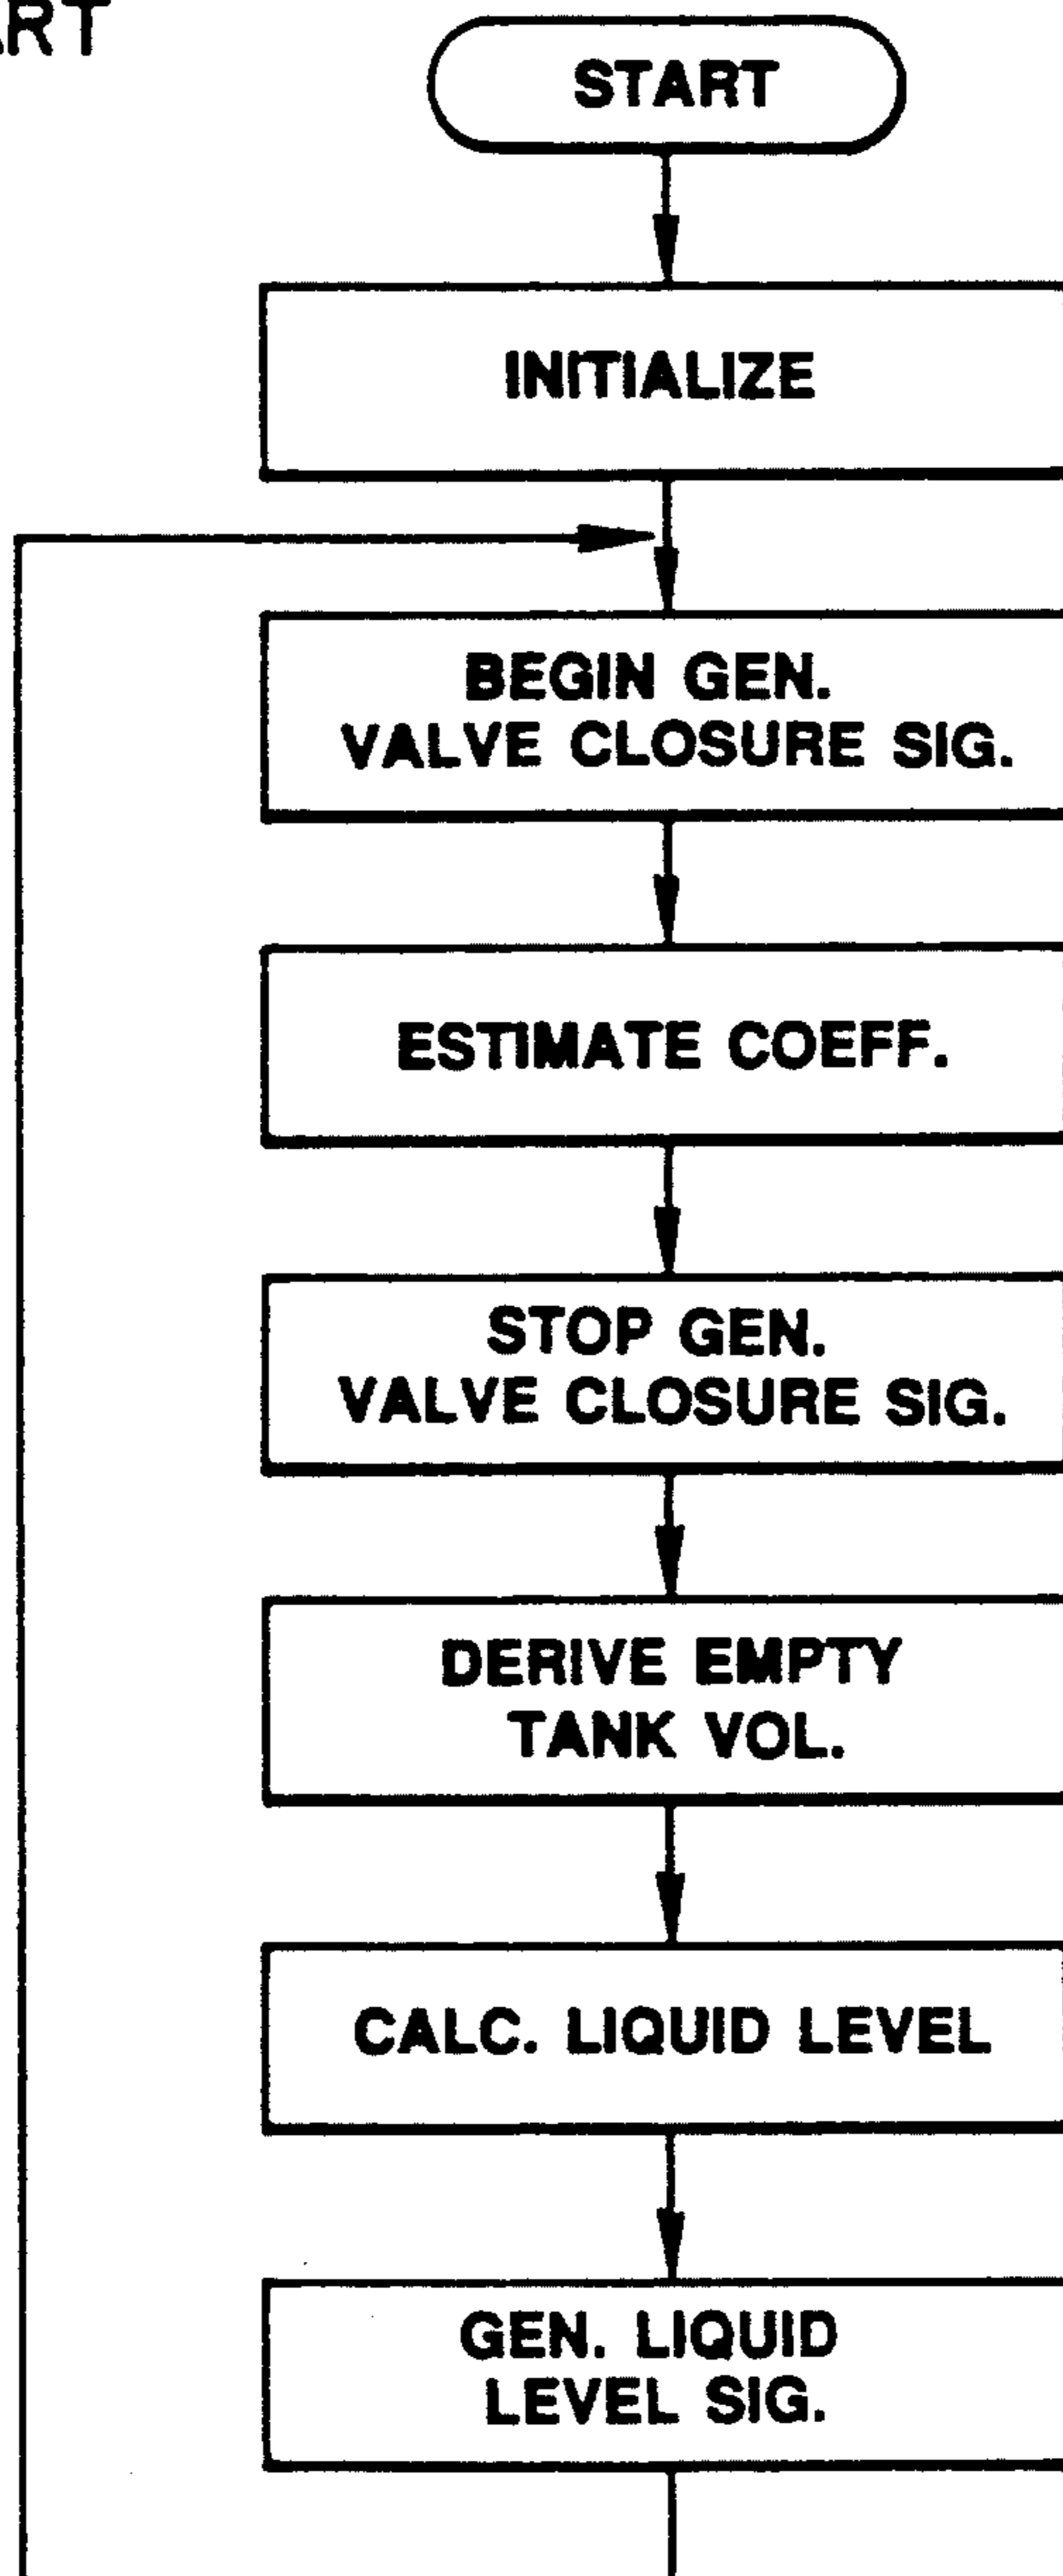 ART
START
INITIALIZE
BEGIN GEN.
VALVE CLOSURE SIG.
ESTIMATE COEFF.
STOP GEN.
VALVE CLOSURE SIG.
DERIVE EMPTY
TANK VOL.
CALC. LIQUID LEVEL
GEN. LIQUID
LEVEL SIG.